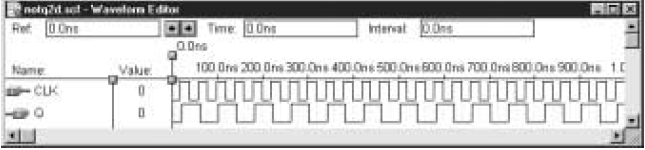 notq2d.scf - Waveform Editor
Ref: 0.0ns Time: 0.0ns Interval: 0.0ns
0.0ns
Name: Value: 100.0ns 200.0ns 300.0ns 400.0ns 500.0ns 600.0ns 700.0ns 800.0ns 900.0ns 1.0
CLK 0
Q 0